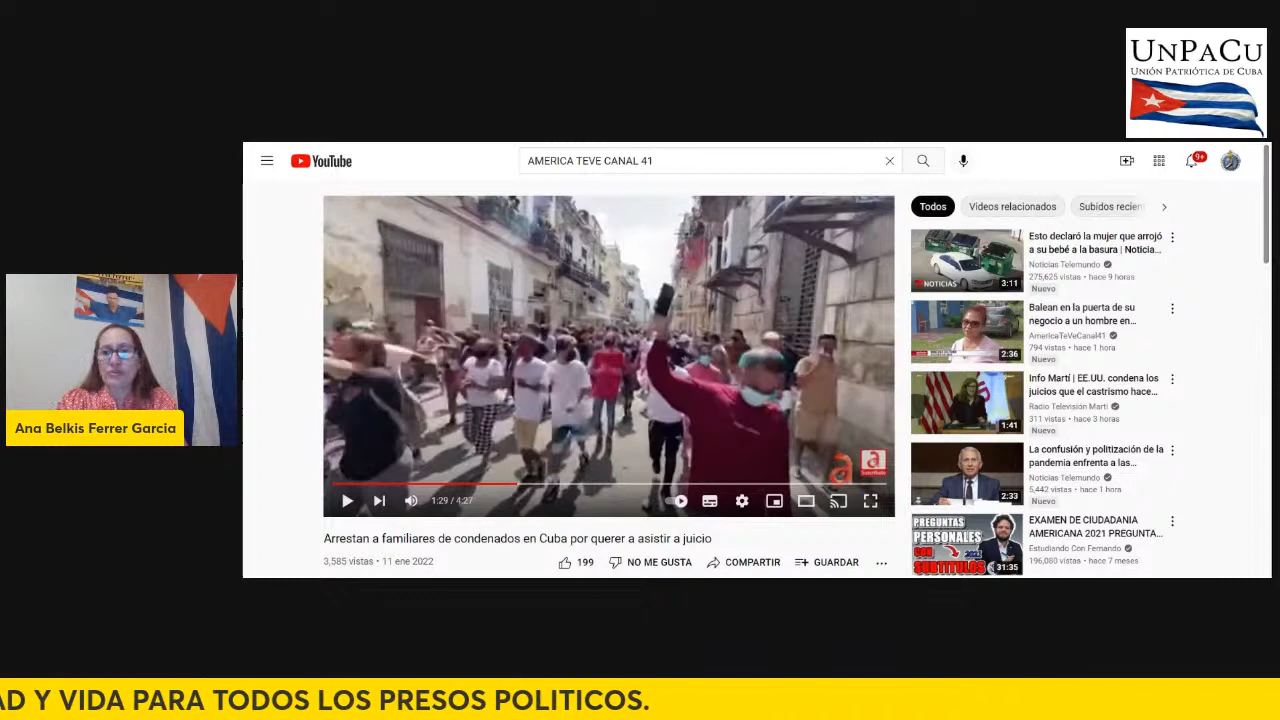 UNPACU
UNIÓN PATRIÓTICA DE CUBA
YouTube
AMERICA TEVE CANAL 41
9+
Todos
Videos relacionados
Subidos recien
Esto declaró la mujer que arrojó
a su bebé a la basura | Noticia...
Noticias Telemundo
275,625 vistas • hace 9 horas
Nuevo
NOTICIAS
3:11
Balean en la puerta de su
negocio a un hombre en...
AmericaTeVeCanal41
794 vistas • hace 1 hora
Nuevo
2:36
Info Martí | EE.UU. condena los
juicios que el castrismo hace...
Radio Televisión Martí
311 vistas • hace 3 horas
Nuevo
1:41
La confusión y politización de la
pandemia enfrenta a las...
Noticias Telemundo
5,442 vistas • hace 1 hora
Nuevo
2:33
EXAMEN DE CIUDADANIA
AMERICANA 2021 PREGUNTA...
Estudiando Con Fernando
196,080 vistas • hace 7 meses
PREGUNTAS
PERSONALES
CON
SUBTITULOS
31:35
Ana Belkis Ferrer Garcia
1:29 / 4:27
Arrestan a familiares de condenados en Cuba por querer a asistir a juicio
3,585 vistas • 11 ene 2022
199
NO ME GUSTA
COMPARTIR
GUARDAR
AD Y VIDA PARA TODOS LOS PRESOS POLITICOS.